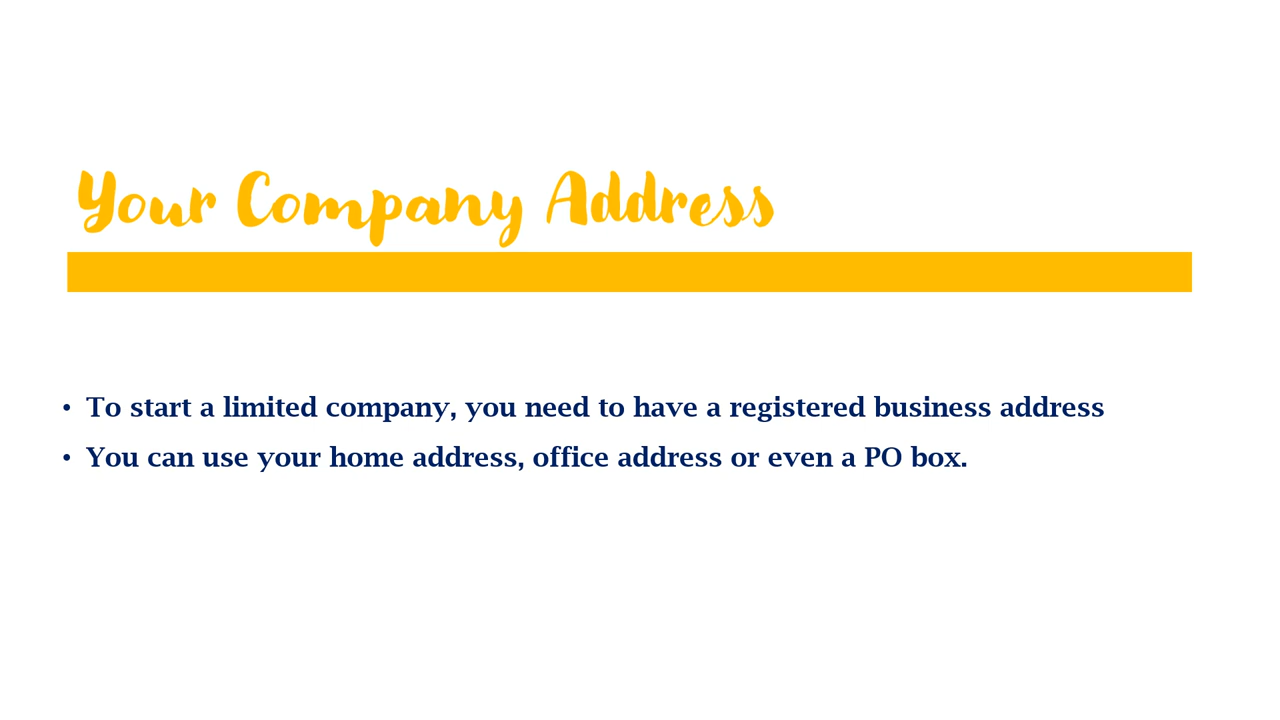 Your Company Address
• To start a limited company, you need to have a registered business address
• You can use your home address, office address or even a PO box.